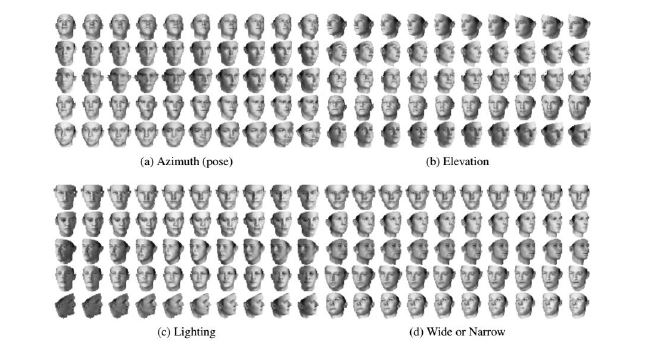 (a) Azimuth (pose)
(b) Elevation
(c) Lighting
(d) Wide or Narrow